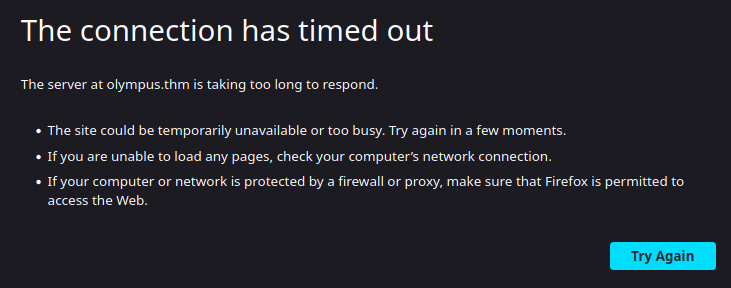 The connection has timed out
The server at olympus.thm is taking too long to respond.
• The site could be temporarily unavailable or too busy. Try again in a few moments.
• If you are unable to load any pages, check your computer’s network connection.
• If your computer or network is protected by a firewall or proxy, make sure that Firefox is permitted to
access the Web.
Try Again